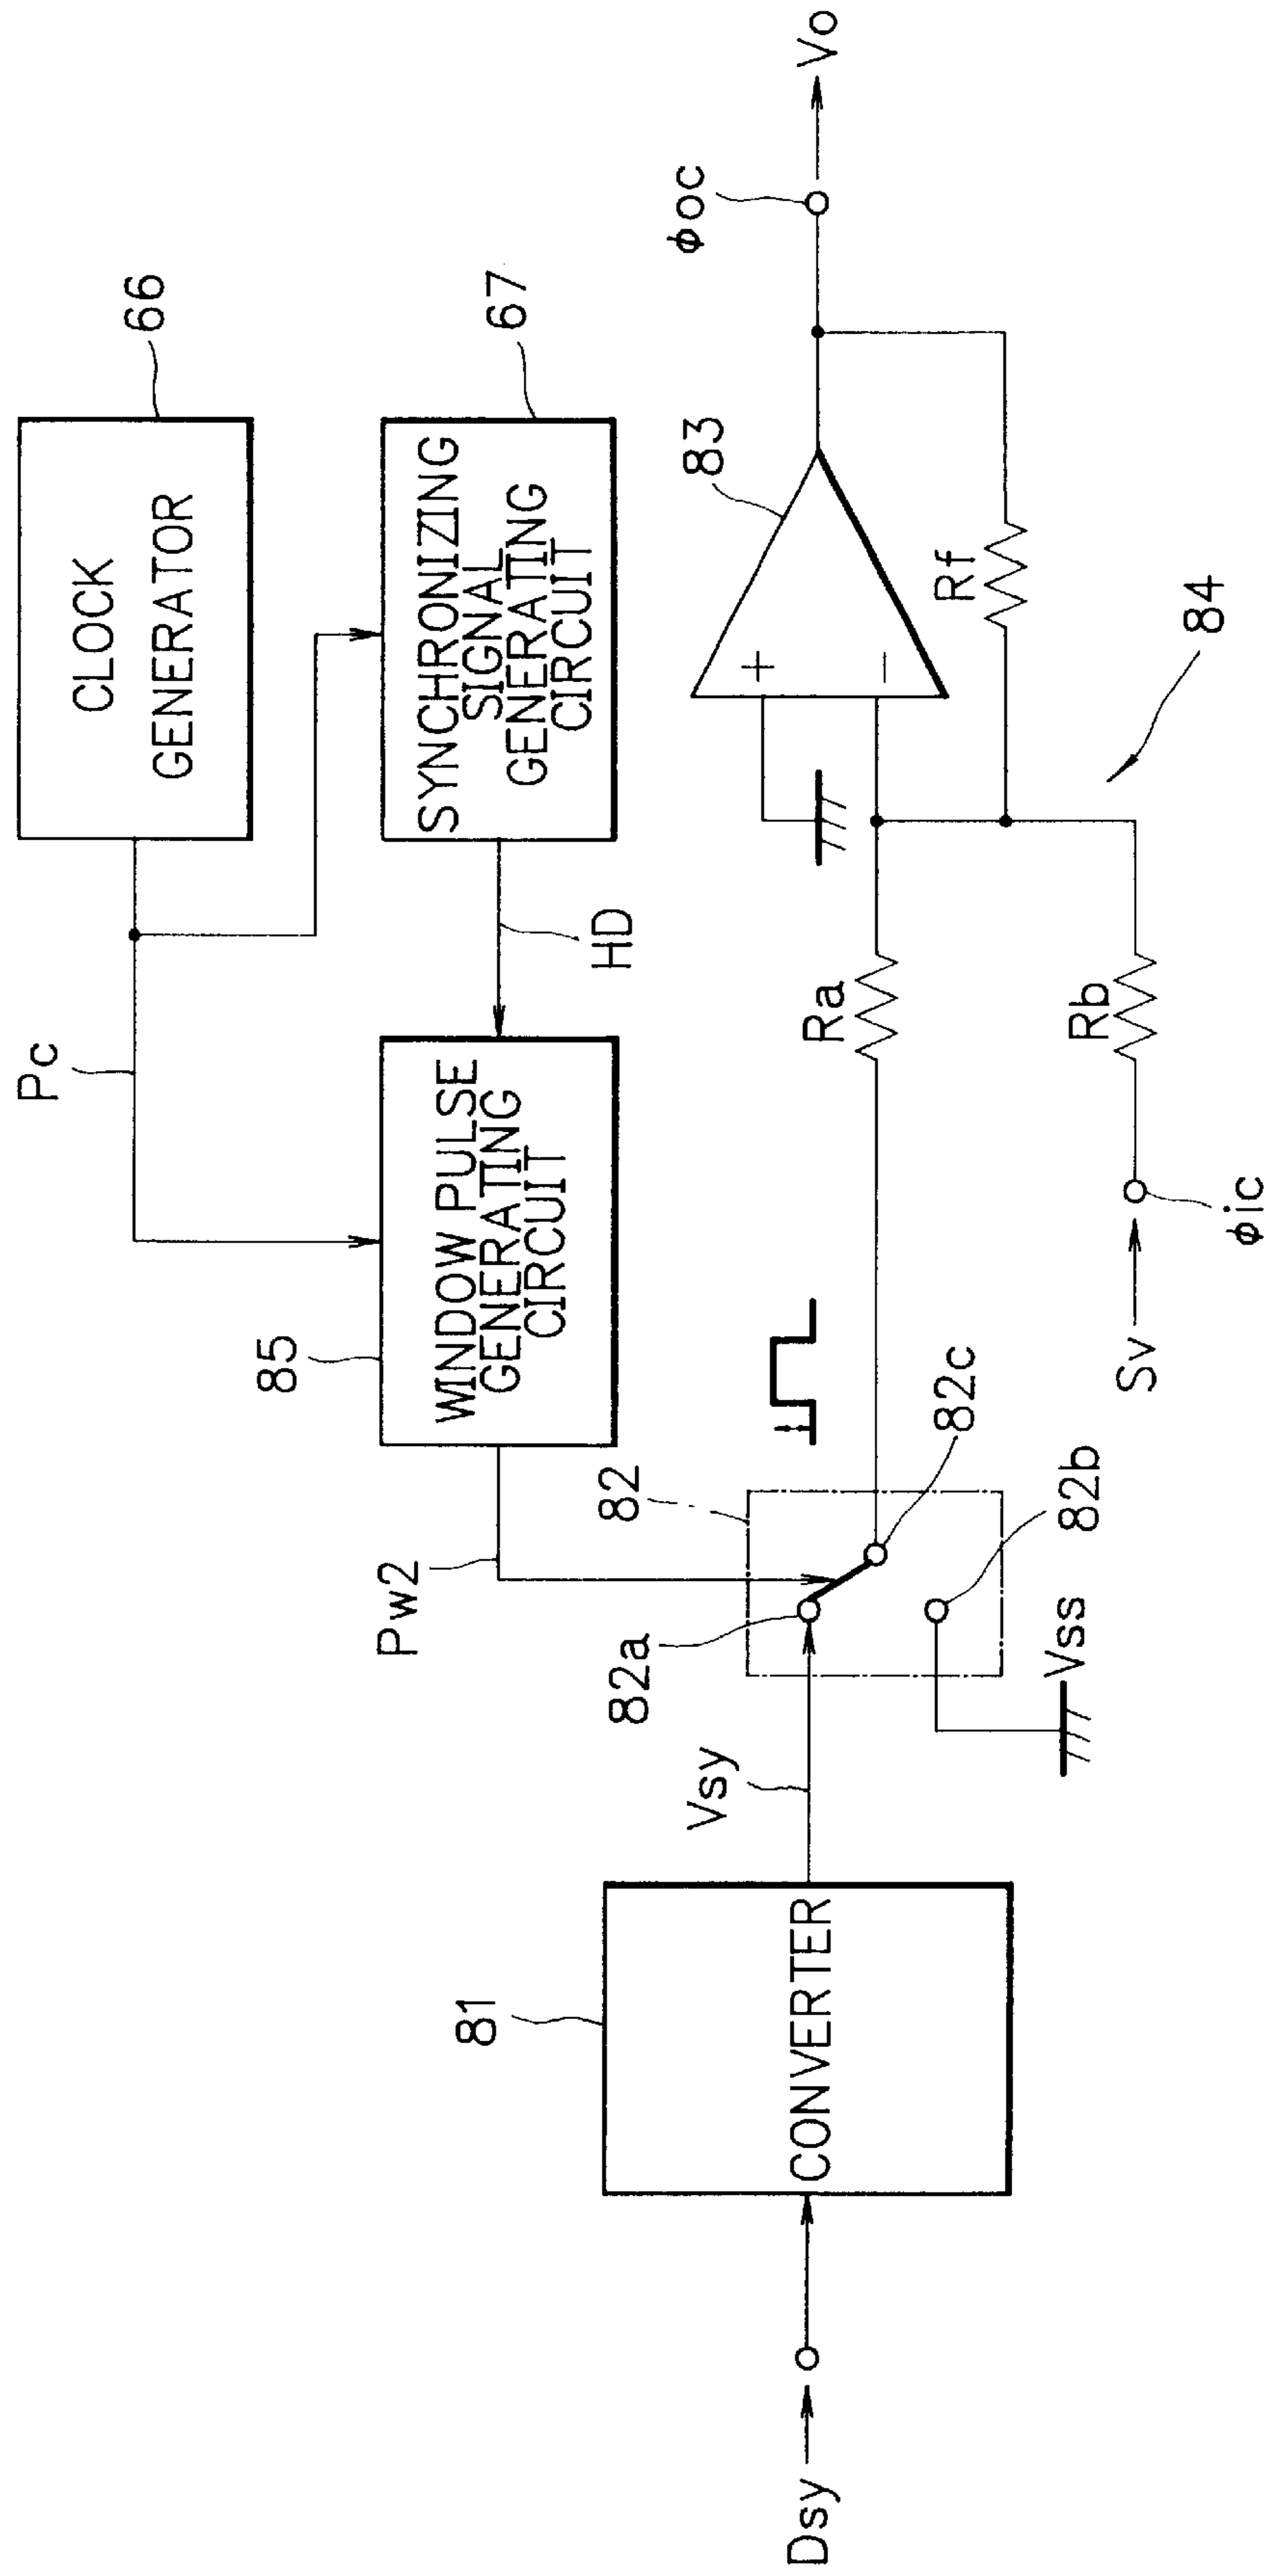 66
CLOCK
GENERATOR
Pc
67
SYNCHRONIZING
SIGNAL
GENERATING
CIRCUIT
HD
85
WINDOW PULSE
GENERATING
CIRCUIT
Pw2
82
82a
82c
82b
Vss
81
CONVERTER
Dsy
Vsy
Ra
Rb
Sv
φic
83
+
−
Rf
84
φoc
Vo